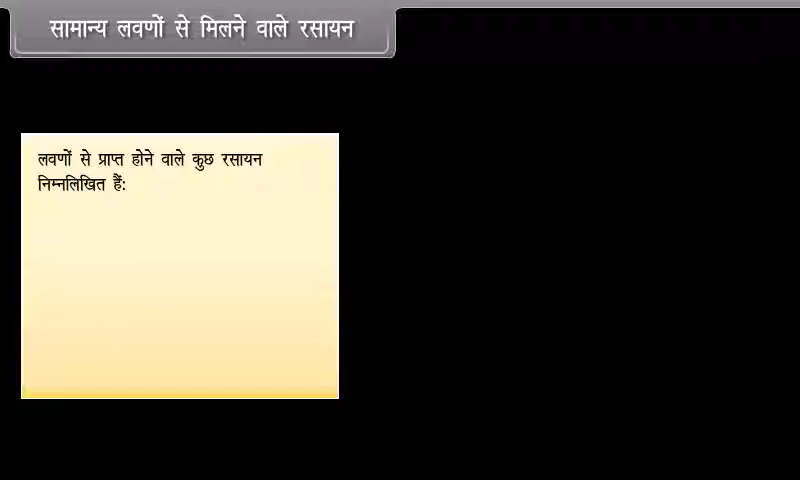 सामान्य लवणों से मिलने वाले रसायन
लवणों से प्राप्त होने वाले कुछ रसायन
निम्नलिखित हैं: